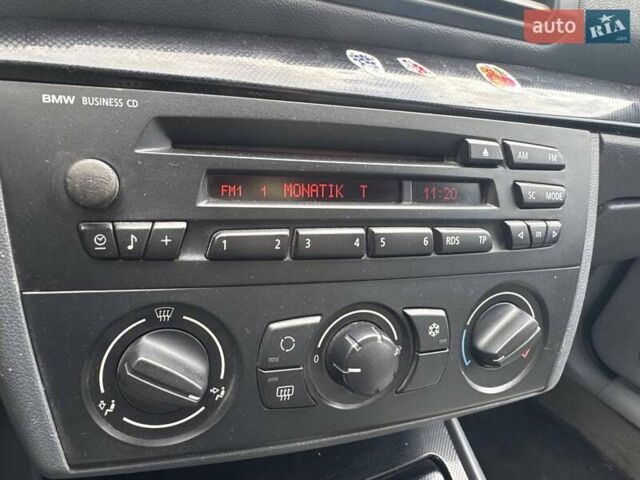 auto RIA.com
BMW BUSINESS CD
AM FM
FM1 1 MONATIK T 11:20
SC MODE
1 2 3 4 5 6 RDS TP m
0